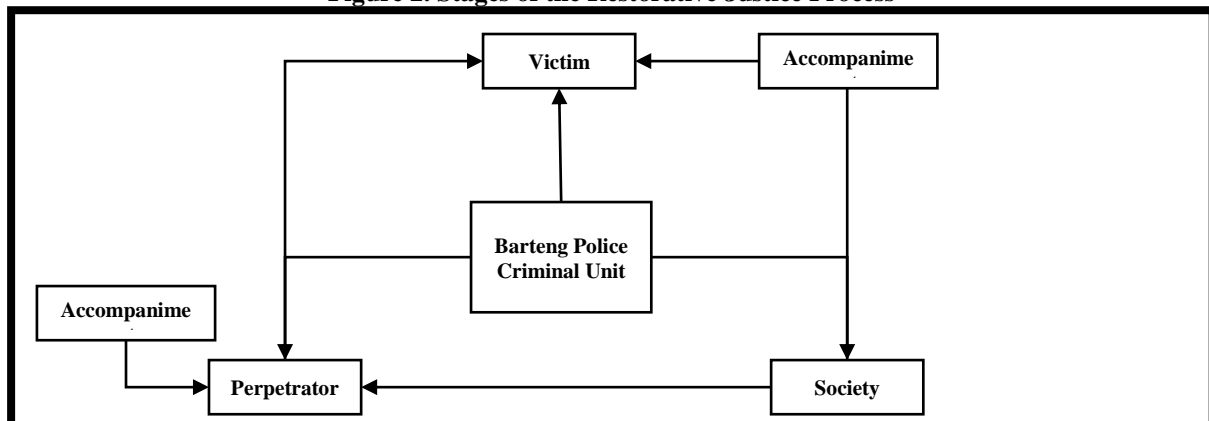 Figure 2. Stages of the Restorative Justice Process
Victim
Accompanime
Barteng Police
Criminal Unit
Accompanime
Perpetrator
Society